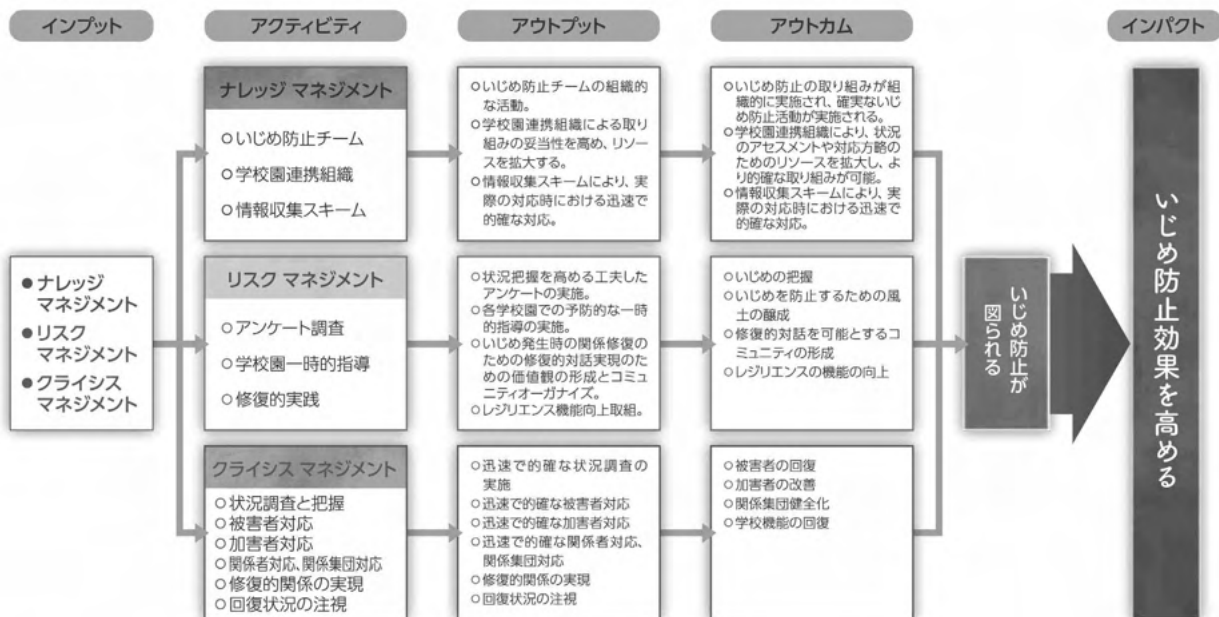 インプット
アクティビティ
アウトプット
アウトカム
インパクト
●ナレッジ
マネジメント
●リスク
マネジメント
●クライシス
マネジメント
ナレッジ マネジメント
○いじめ防止チーム
○学校園連携組織
○情報収集スキーム
○いじめ防止チームの組織的
な活動。
○学校園連携組織による取り
組みの妥当性を高め、リソー
スを拡大する。
○情報収集スキームにより、実
際の対応時における迅速で
的確な対応。
○いじめ防止の取り組みが組
織的に実施され、確実ないじ
め防止活動が実施される。
○学校園連携組織により、状況
のアセスメントや対応方略の
ためのリソースを拡大し、よ
り的確な取り組みが可能。
○情報収集スキームにより、実
際の対応時における迅速で
的確な対応。
リスク マネジメント
○アンケート調査
○学校園一時的指導
○修復的実践
○状況把握を高める工夫した
アンケートの実施。
○各学校園での予防的な一時
的指導の実施。
○いじめ発生時の関係修復の
ための修復的対話実現のた
めの価値観の形成とコミュ
ニティオーガナイズ。
○レジリエンス機能向上取組。
○いじめの把握
○いじめを防止するための風
土の醸成
○修復的対話を可能とするコ
ミュニティの形成
○レジリエンスの機能の向上
クライシス マネジメント
○状況調査と把握
○被害者対応
○加害者対応
○関係者対応、関係集団対応
○修復的関係の実現
○回復状況の注視
○迅速で的確な状況調査の
実施
○迅速で的確な被害者対応
○迅速で的確な加害者対応
○迅速で的確な関係者対応、
関係集団対応
○修復的関係の実現
○回復状況の注視
○被害者の回復
○加害者の改善
○関係集団健全化
○学校機能の回復
いじめ防止が
図られる
いじめ防止効果を高める